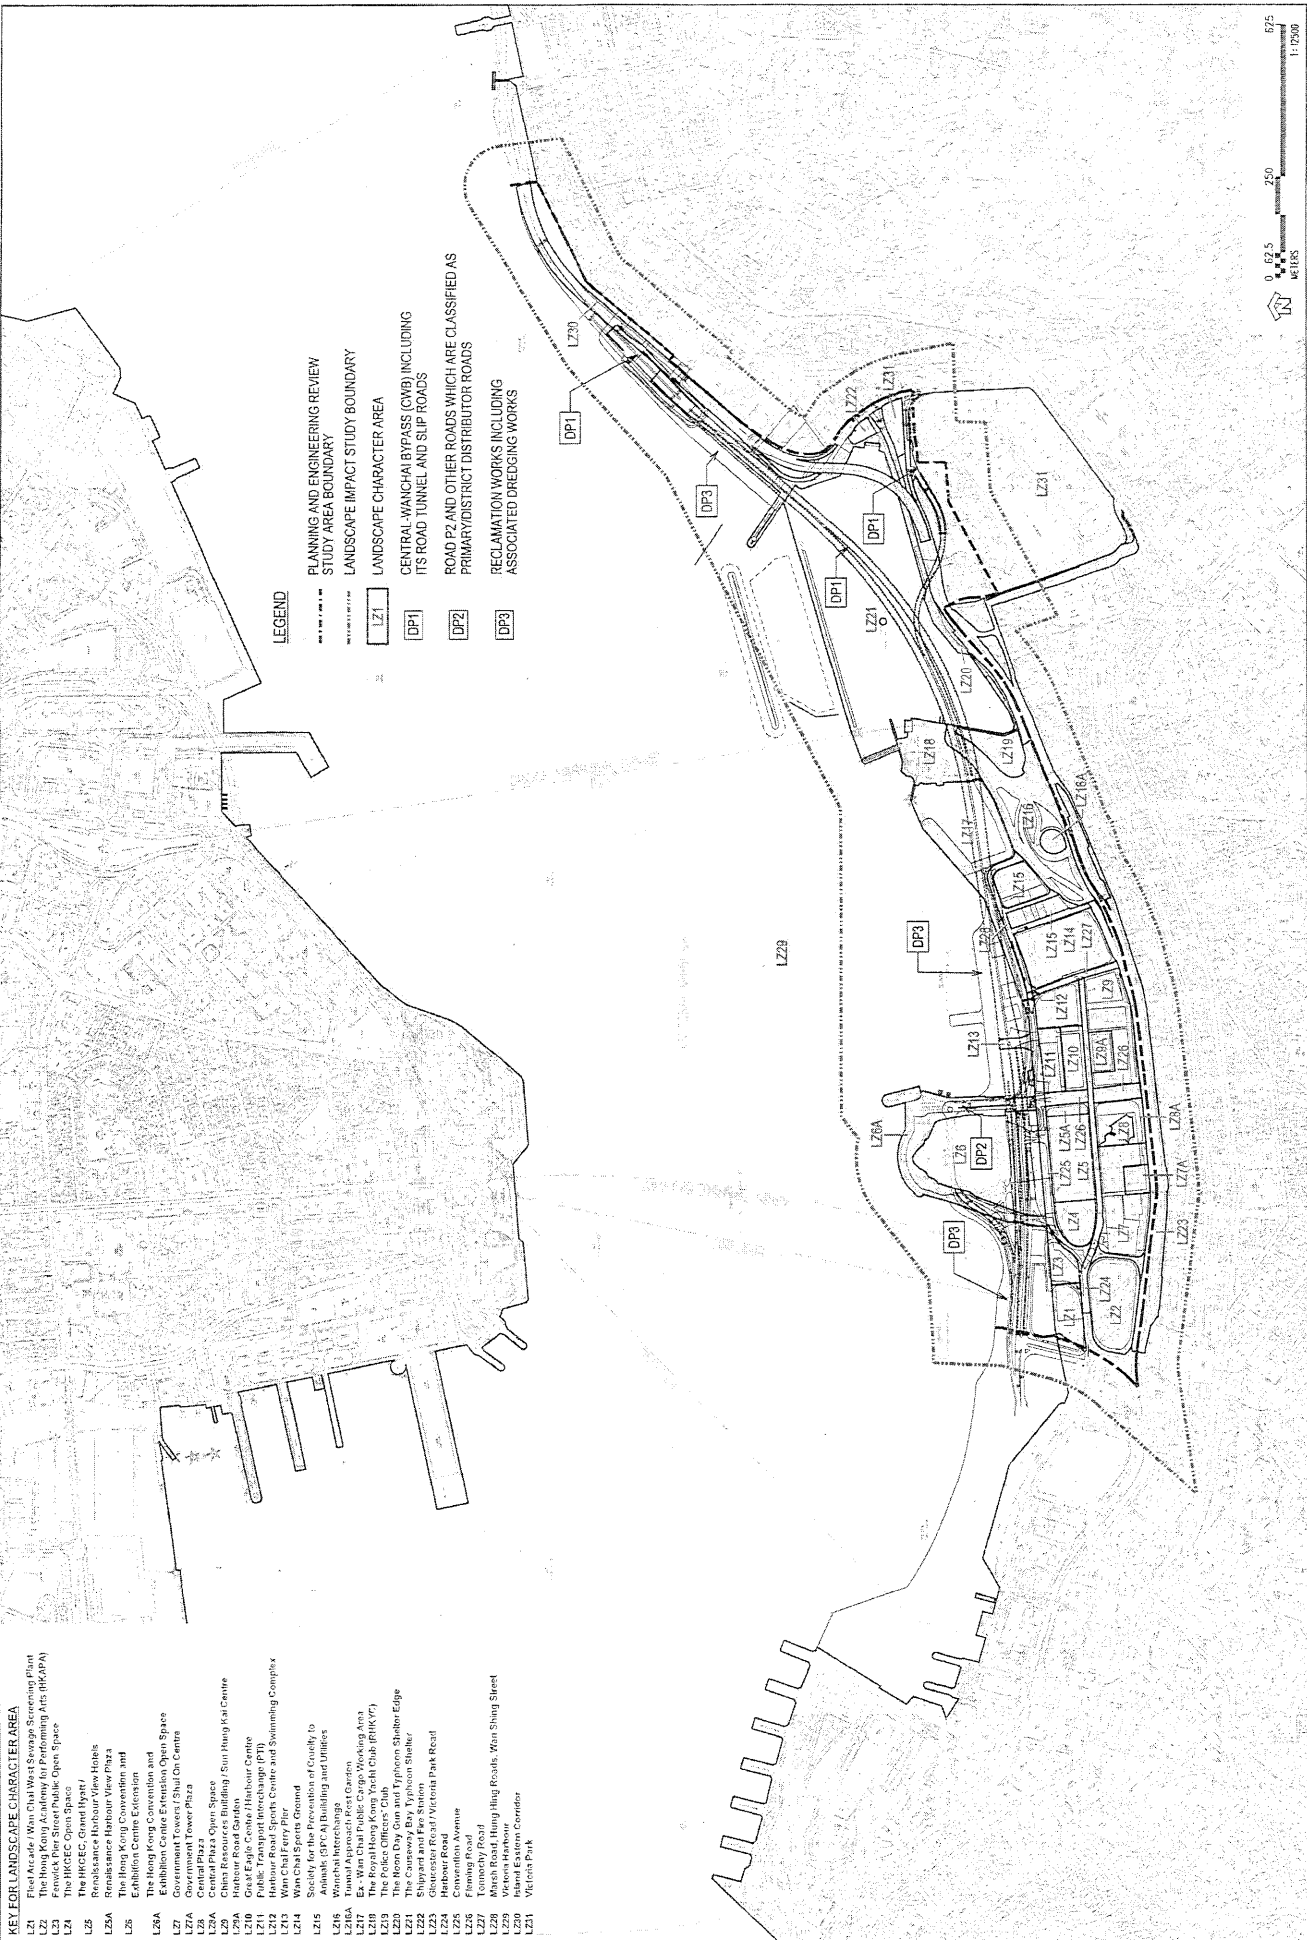 KEY FOR LANDSCAPE CHARACTER AREA
LZ1 Fleet Arcade / Wan Chai West Sewage Screening Plant
LZ2 The Hong Kong Academy for Performing Arts (HKAPA)
LZ3 Fenwick Pier Street Public Open Space
LZ4 The HKCEC Open Space
LZ5 The HKCEC, Grand Hyatt /
Renaissance Harbour View Hotels
LZ5A Renaissance Harbour View Plaza
LZ6 The Hong Kong Convention and
Exhibition Centre Extension
LZ6A The Hong Kong Convention and
Exhibition Centre Extension Open Space
LZ7 Government Towers / Shui On Centre
LZ7A Government Tower Plaza
LZ8 Central Plaza
LZ8A Central Plaza Open Space
LZ9 China Resources Building / Sun Hung Kai Centre
LZ9A Harbour Road Garden
LZ10 Great Eagle Centre / Harbour Centre
LZ11 Public Transport Interchange (PTI)
LZ12 Harbour Road Sports Centre and Swimming Complex
LZ13 Wan Chai Ferry Pier
LZ14 Wan Chai Sports Ground
LZ15 Society for the Prevention of Cruelty to
Animals (SPCA) Building and Utilities
LZ16 Wanchai Interchange
LZ16A Tunnel Approach Rest Garden
LZ17 Ex - Wan Chai Public Cargo Working Area
LZ18 The Royal Hong Kong Yacht Club (RHKYC)
LZ19 The Police Officers' Club
LZ20 The Noon Day Gun and Typhoon Shelter Edge
LZ21 The Causeway Bay Typhoon Shelter
LZ22 Shipyard and Fire Station
LZ23 Gloucester Road / Victoria Park Road
LZ24 Harbour Road
LZ25 Convention Avenue
LZ26 Fleming Road
LZ27 Tonnochy Road
LZ28 Marsh Road, Hung Hing Roads, Wan Shing Street
LZ29 Victoria Harbour
LZ30 Island Eastern Corridor
LZ31 Victoria Park
LEGEND
PLANNING AND ENGINEERING REVIEW
STUDY AREA BOUNDARY
LANDSCAPE IMPACT STUDY BOUNDARY
LZ1 LANDSCAPE CHARACTER AREA
DP1 CENTRAL-WANCHAI BYPASS (CWB) INCLUDING
ITS ROAD TUNNEL AND SLIP ROADS
DP2 ROAD P2 AND OTHER ROADS WHICH ARE CLASSIFIED AS
PRIMARY/DISTRICT DISTRIBUTOR ROADS
DP3 RECLAMATION WORKS INCLUDING
ASSOCIATED DREDGING WORKS
LZ30
DP1
DP3
LZ22
LZ31
DP1
LZ31
DP1
LZ21
LZ20
LZ18
LZ19
LZ17
LZ16
LZ16A
LZ15
DP3
LZ29
LZ28
LZ15
LZ14
LZ27
LZ13
LZ12
LZ9
LZ11
LZ10
LZ9A
LZ26
LZ6A
LZ6
DP2
LZ25
LZ5A
LZ5
LZ26
LZ8
LZ8A
LZ7A
DP3
LZ4
LZ7
LZ23
LZ3
LZ1
LZ24
LZ2
N
0 62.5 250 625
METERS 1:12500